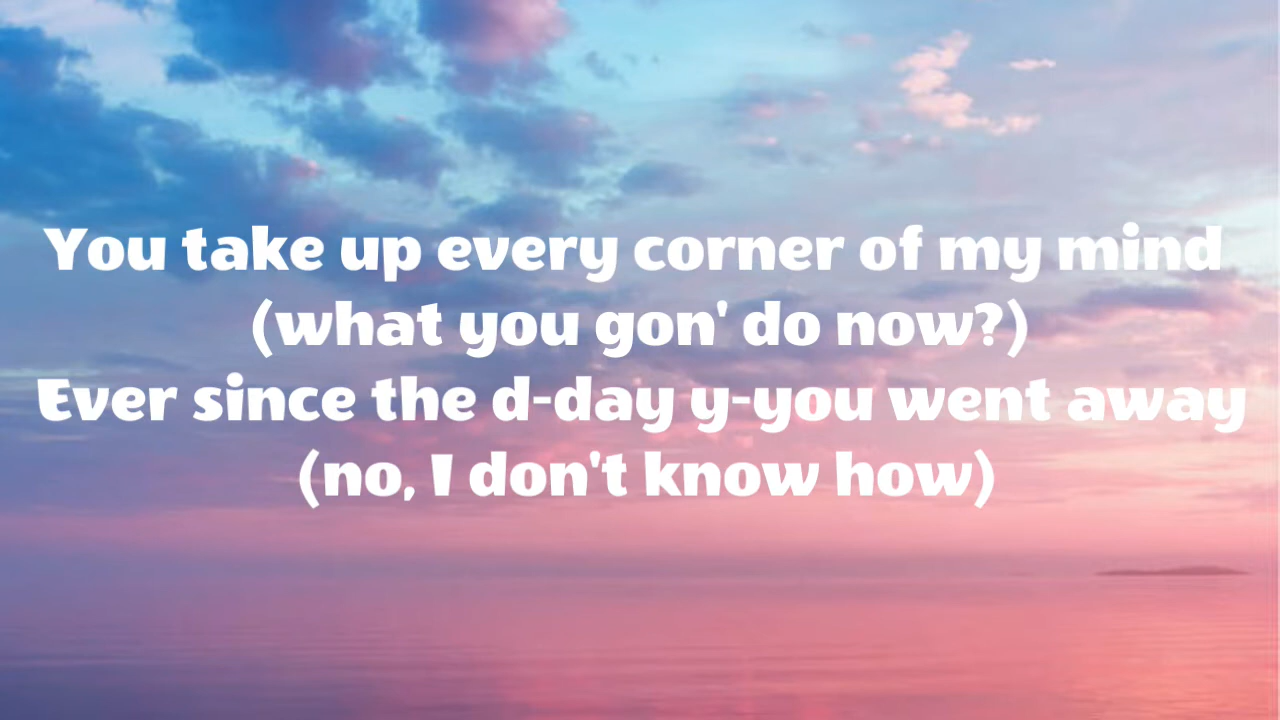 You take up every corner of my mind
(what you gon' do now?)
Ever since the d-day y-you went away
(no, I don't know how)